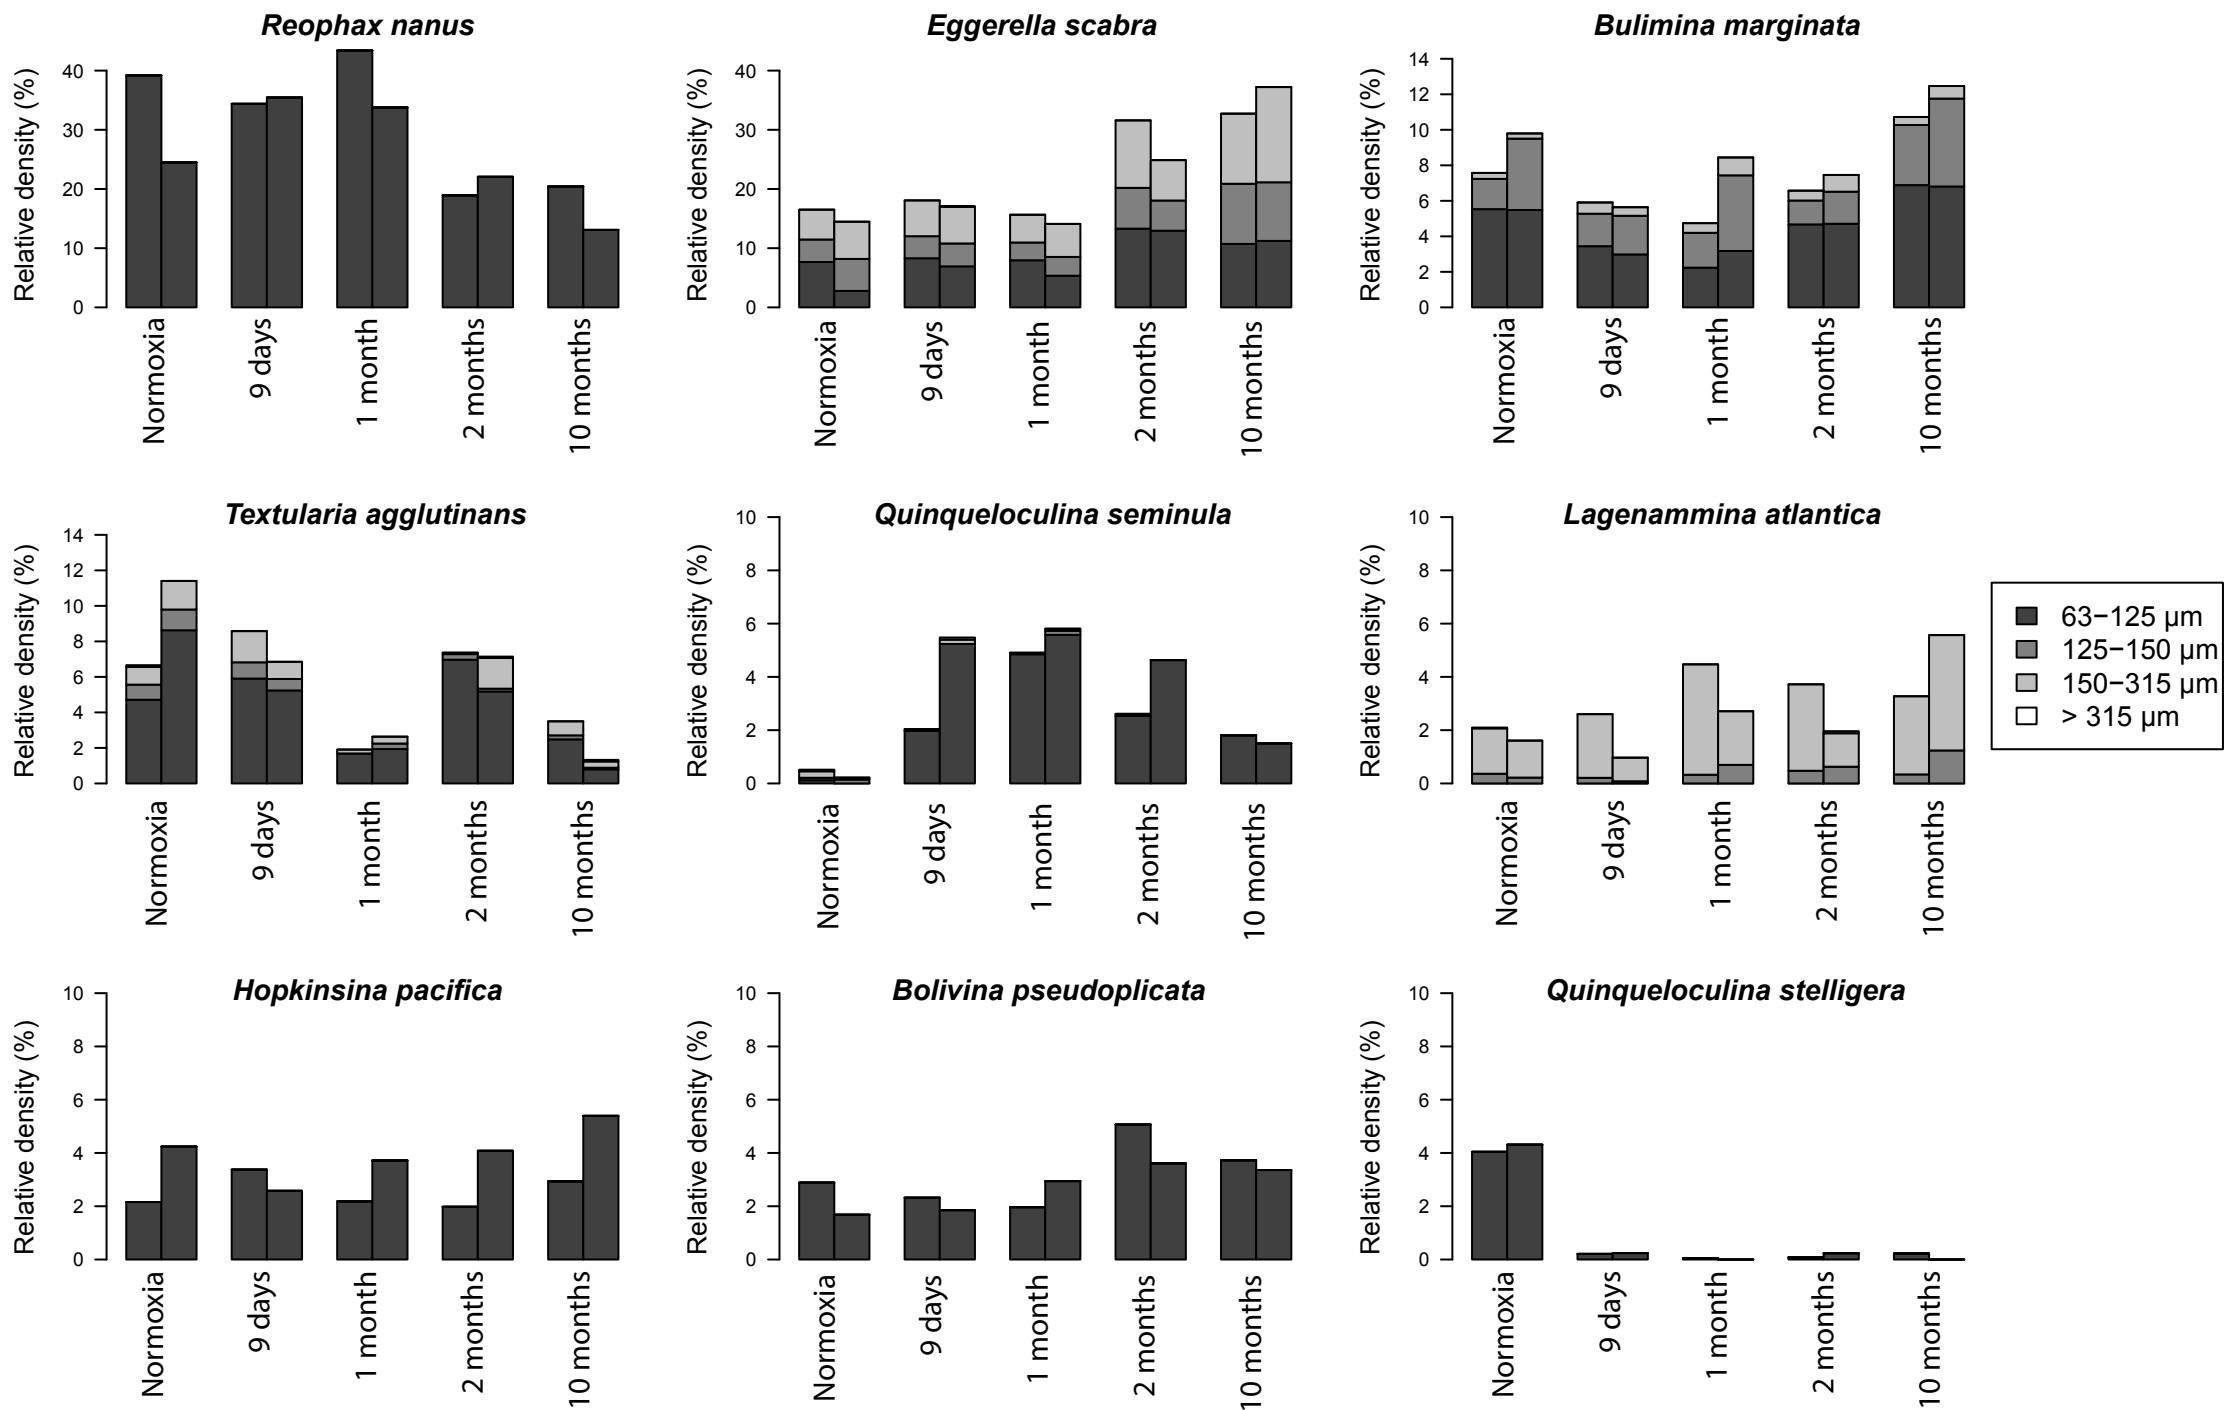 Reophax nanus
Relative density (%)
40
30
20
10
0
Normoxia
9 days
1 month
2 months
10 months
Eggerella scabra
Relative density (%)
40
30
20
10
0
Normoxia
9 days
1 month
2 months
10 months
Bulimina marginata
Relative density (%)
14
12
10
8
6
4
2
0
Normoxia
9 days
1 month
2 months
10 months
Textularia agglutinans
Relative density (%)
14
12
10
8
6
4
2
0
Normoxia
9 days
1 month
2 months
10 months
Quinqueloculina seminula
Relative density (%)
10
8
6
4
2
0
Normoxia
9 days
1 month
2 months
10 months
Lagenammina atlantica
Relative density (%)
10
8
6
4
2
0
Normoxia
9 days
1 month
2 months
10 months
63−125 µm
125−150 µm
150−315 µm
> 315 µm
Hopkinsina pacifica
Relative density (%)
10
8
6
4
2
0
Normoxia
9 days
1 month
2 months
10 months
Bolivina pseudoplicata
Relative density (%)
10
8
6
4
2
0
Normoxia
9 days
1 month
2 months
10 months
Quinqueloculina stelligera
Relative density (%)
10
8
6
4
2
0
Normoxia
9 days
1 month
2 months
10 months